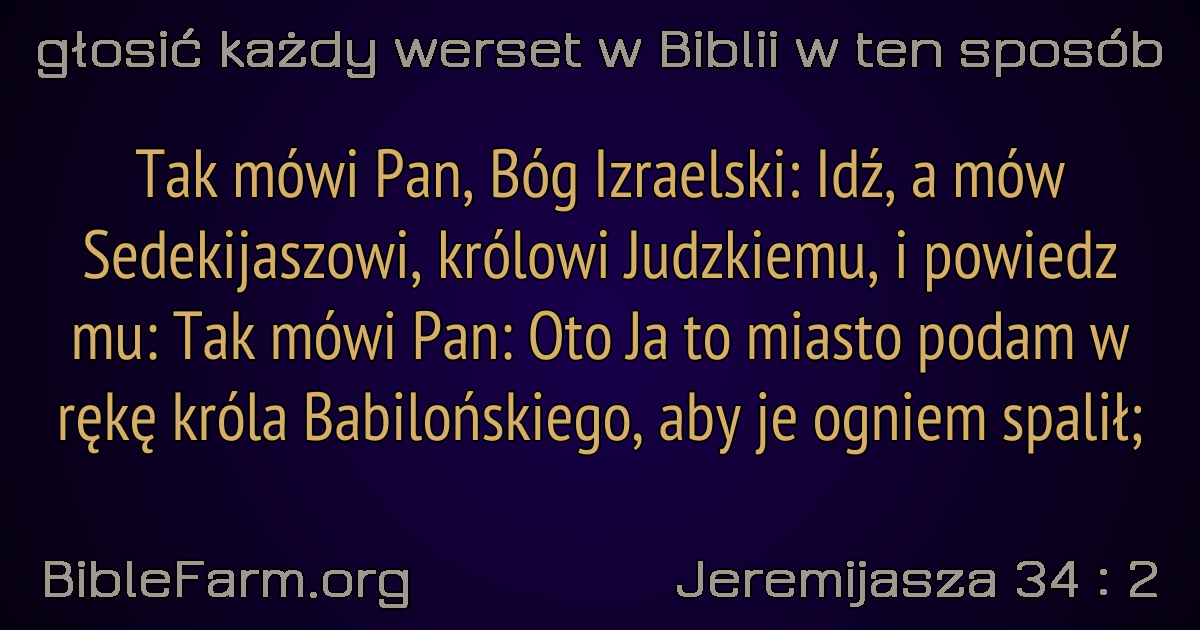 głosić każdy werset w Biblii w ten sposób
Tak mówi Pan, Bóg Izraelski: Idź, a mów
Sedekijaszowi, królowi Judzkiemu, i powiedz
mu: Tak mówi Pan: Oto Ja to miasto podam w
rękę króla Babilońskiego, aby je ogniem spalił;
BibleFarm.org
Jeremijasza 34 : 2